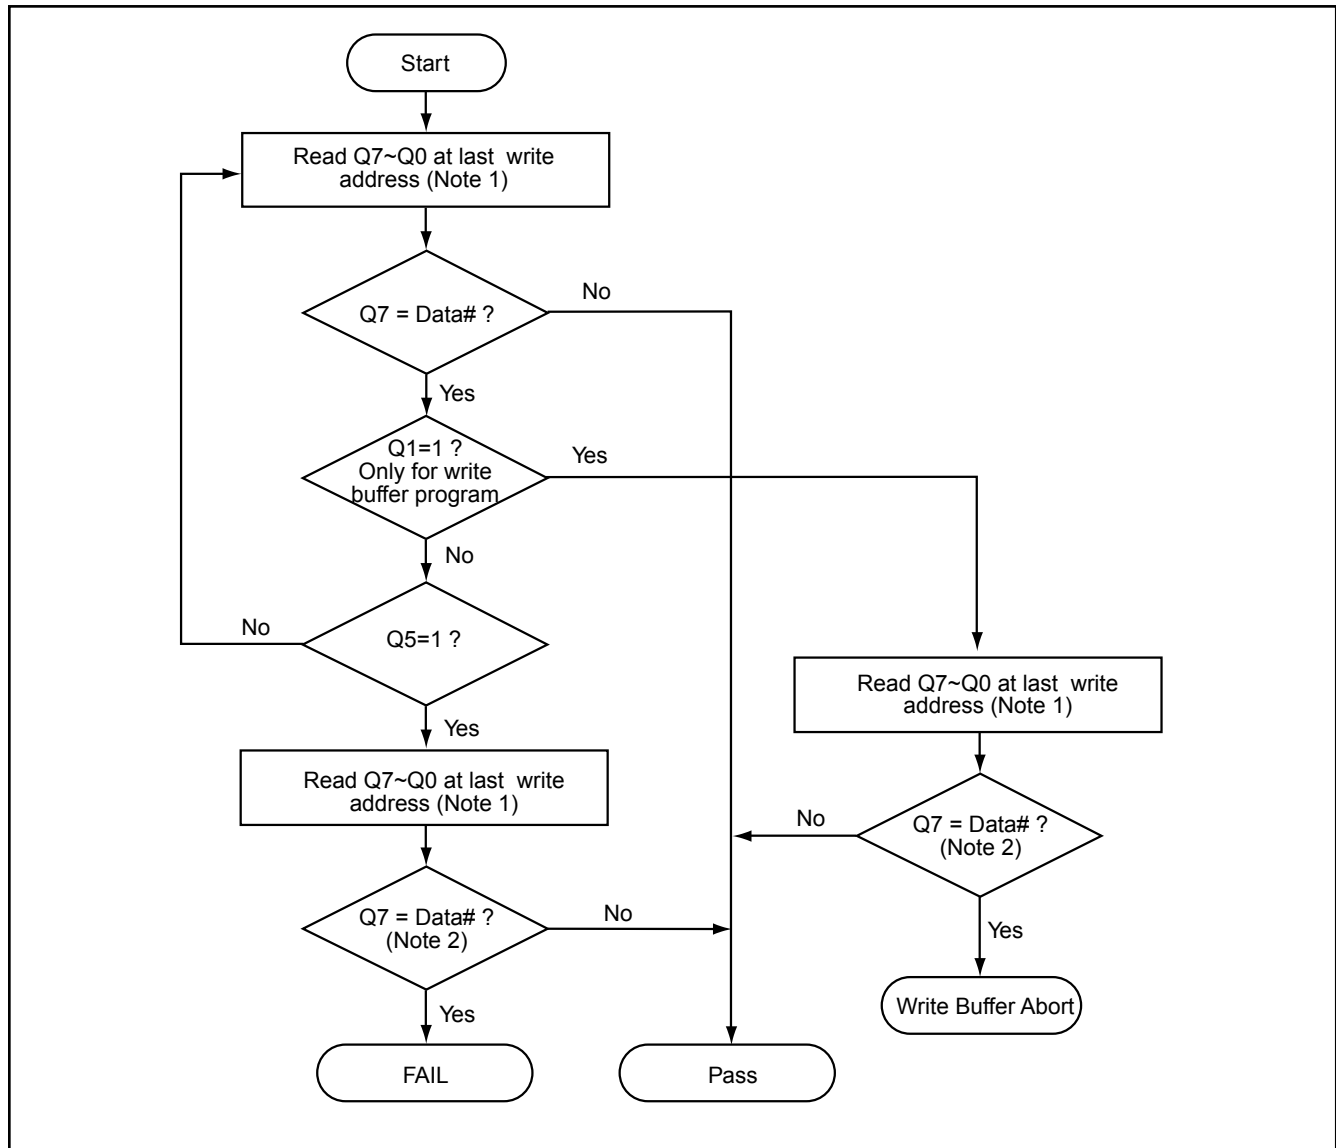 Start
Read Q7~Q0 at last write
address (Note 1)
Q7 = Data# ?
No
Yes
Q1=1 ?
Only for write
buffer program
Yes
No
Q5=1 ?
No
Yes
Read Q7~Q0 at last write
address (Note 1)
Read Q7~Q0 at last write
address (Note 1)
Q7 = Data# ?
(Note 2)
No
Yes
Q7 = Data# ?
(Note 2)
No
Yes
Write Buffer Abort
FAIL
Pass